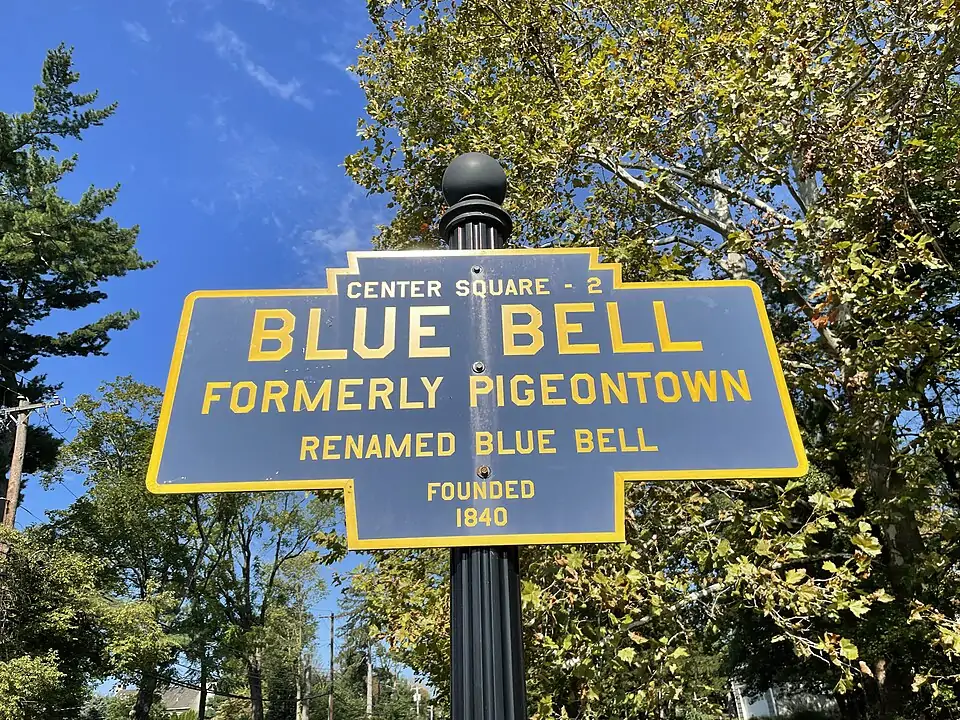 CENTER SQUARE - 2
BLUE BELL
FORMERLY PIGEONTOWN
RENAMED BLUE BELL
FOUNDED
1840